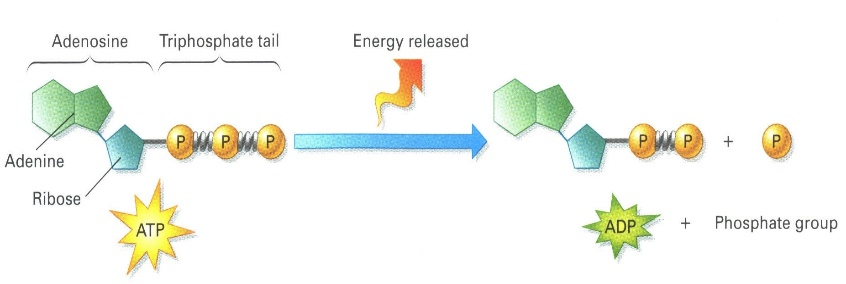 Adenosine Triphosphate tail Energy released
P P P P P + P
Adenine
Ribose
ATP ADP + Phosphate group